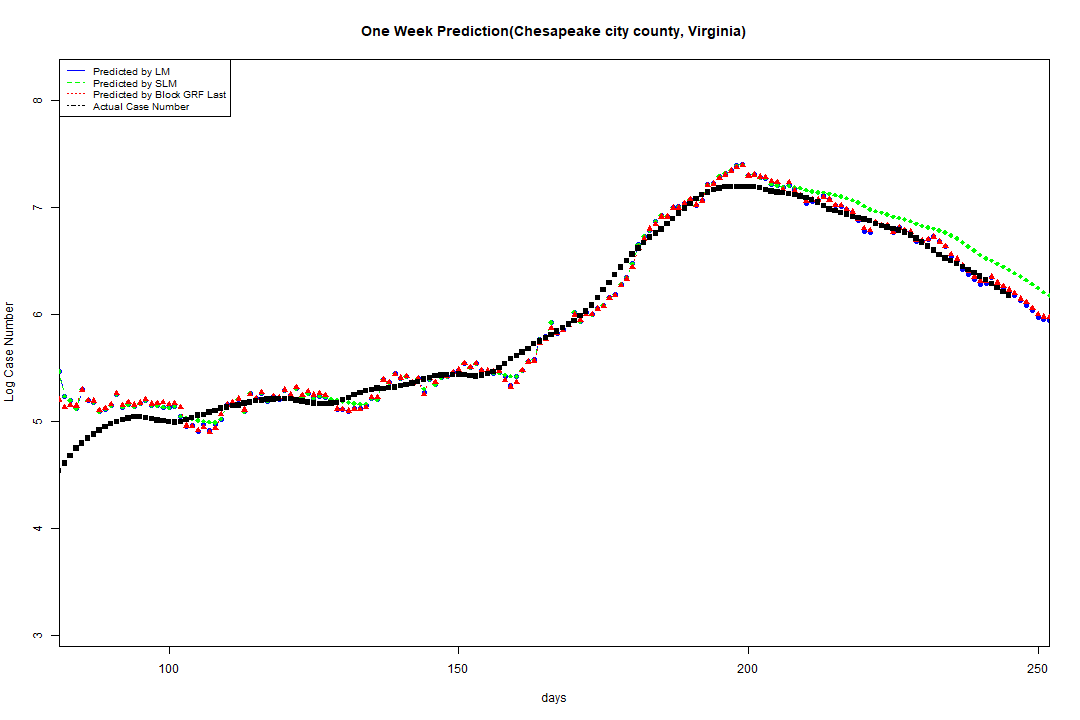 One Week Prediction(Chesapeake city county, Virginia)
Predicted by LM
Predicted by SLM
Predicted by Block GRF Last
Actual Case Number
8
7
6
5
4
3
Log Case Number
100
150
200
250
days